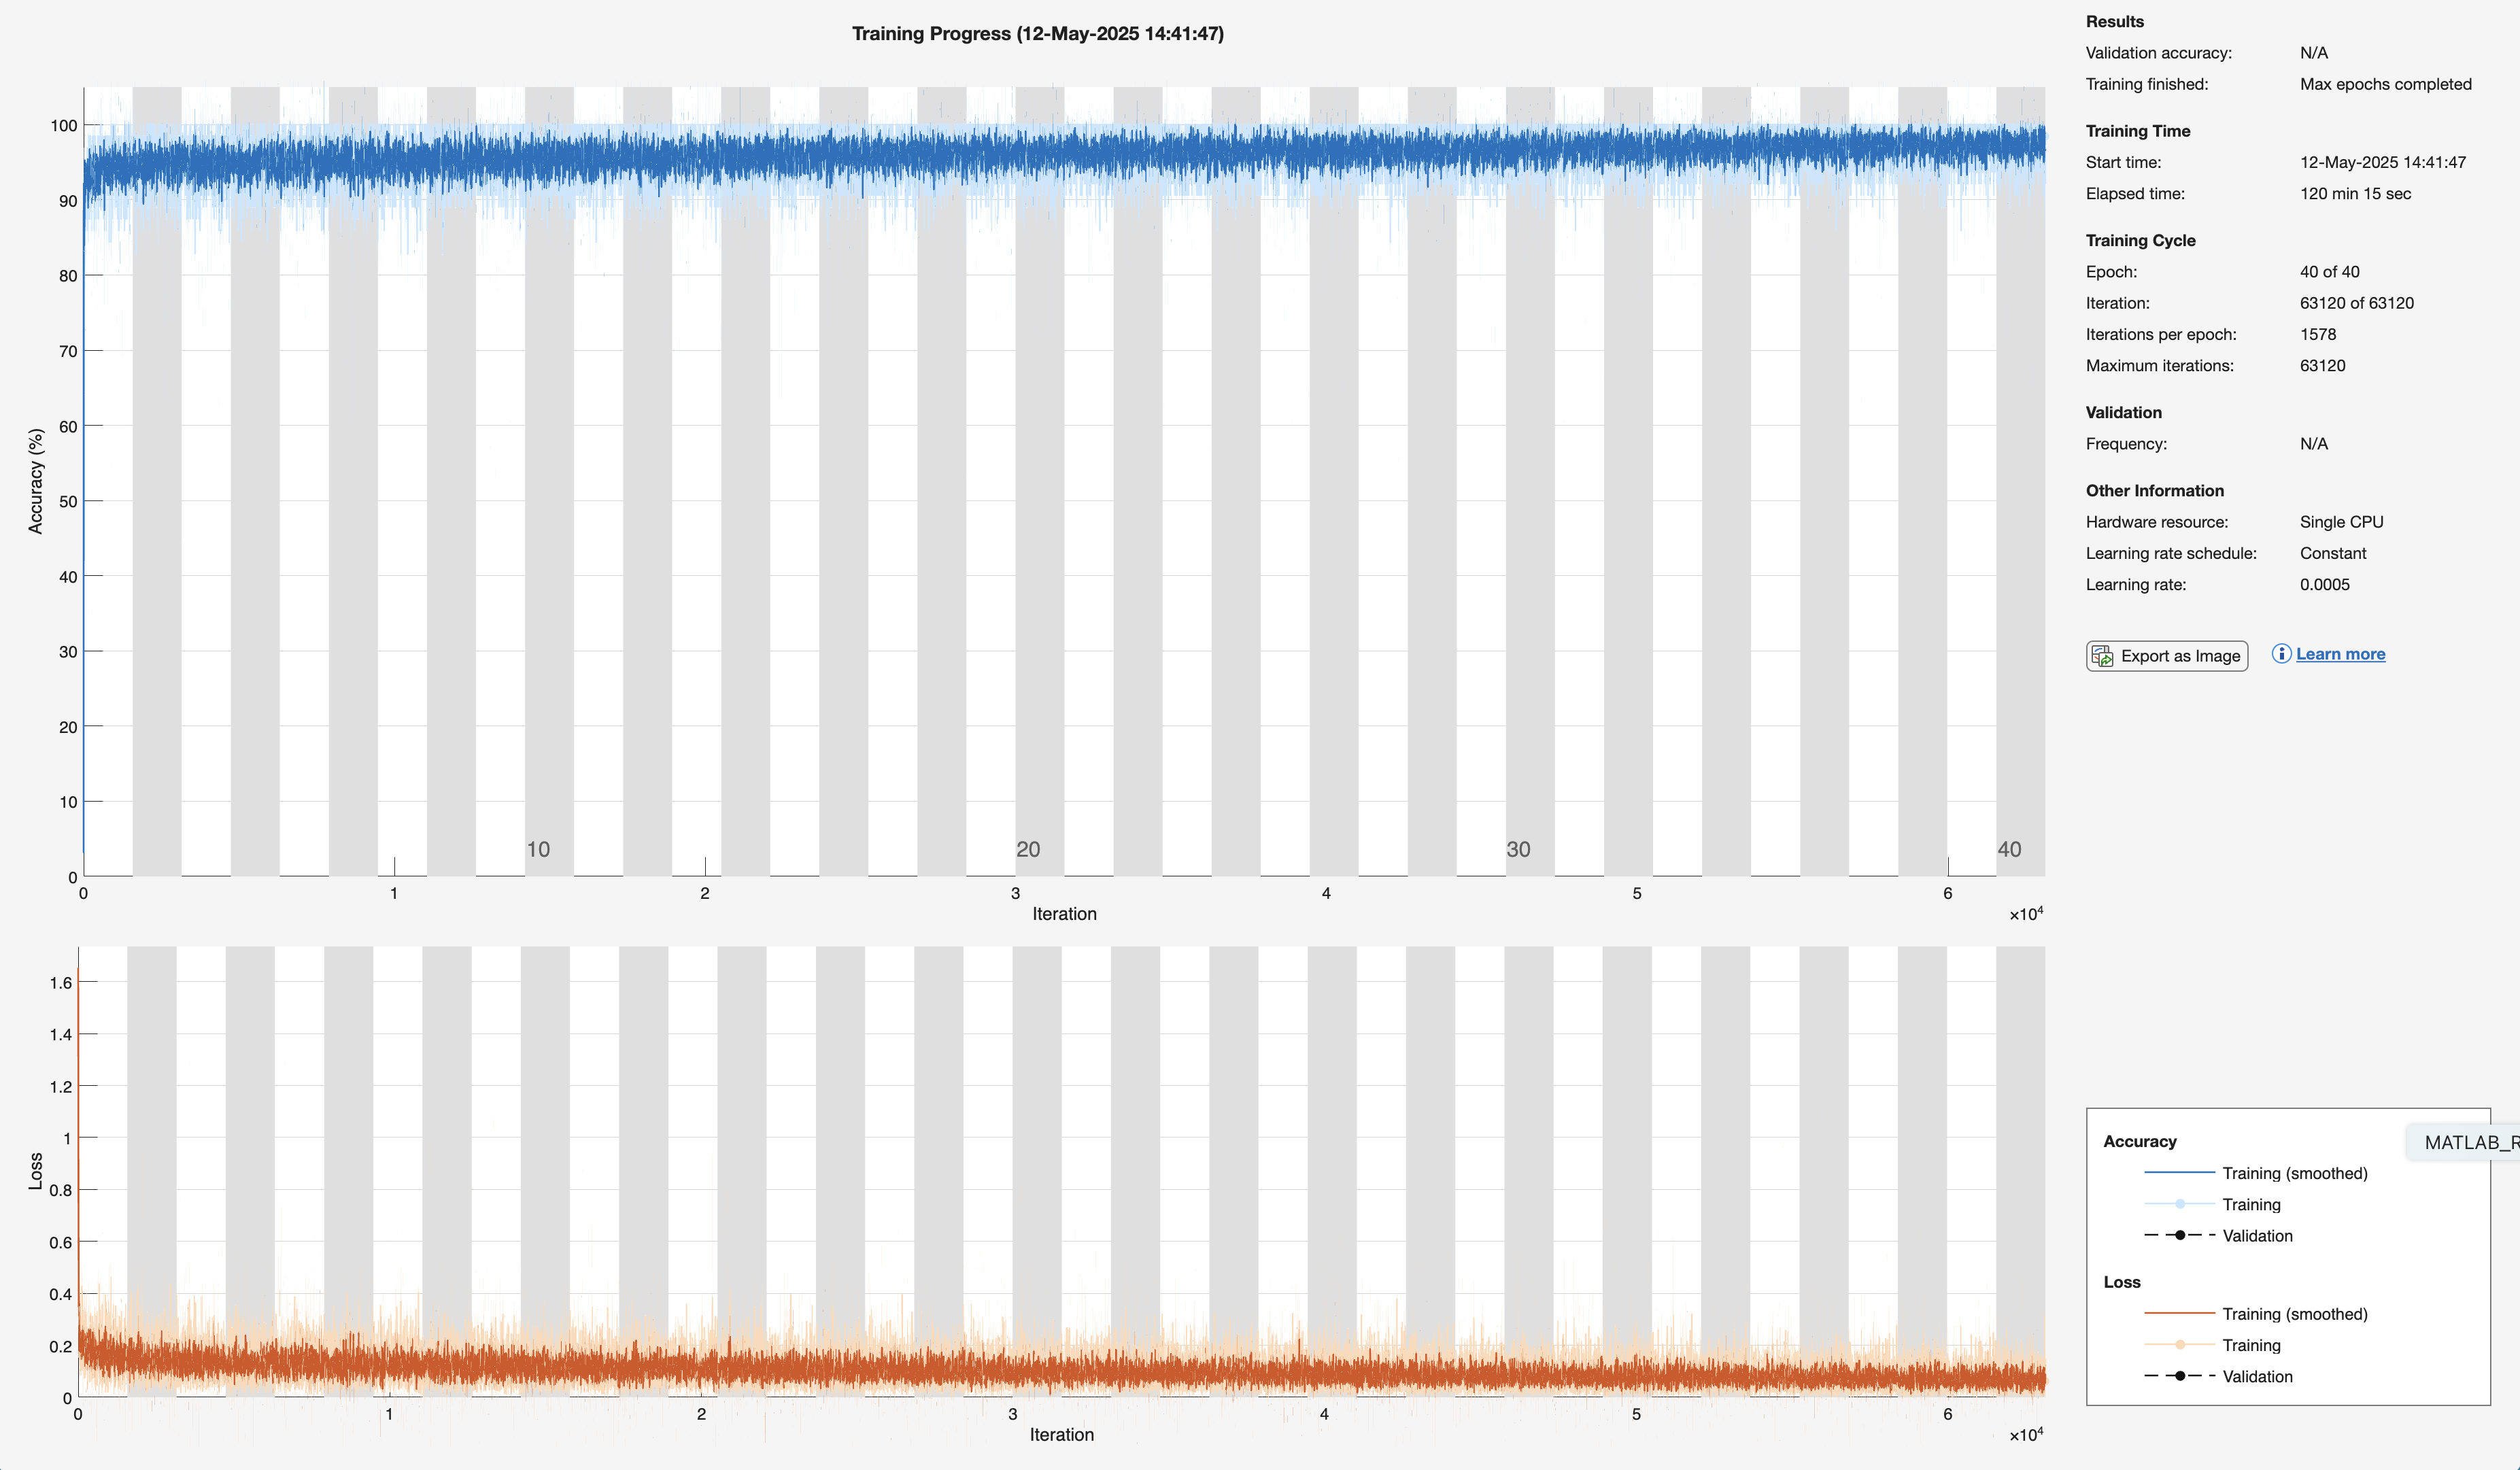 Training Progress (12-May-2025 14:41:47)
100
90
80
70
60
50
40
30
20
10
0
Accuracy (%)
10
20
30
40
0 1 2 3 4 5 6
Iteration
×10⁴
1.6
1.4
1.2
1
0.8
0.6
0.4
0.2
0
Loss
0 1 2 3 4 5 6
Iteration
×10⁴
Results
Validation accuracy: N/A
Training finished: Max epochs completed
Training Time
Start time: 12-May-2025 14:41:47
Elapsed time: 120 min 15 sec
Training Cycle
Epoch: 40 of 40
Iteration: 63120 of 63120
Iterations per epoch: 1578
Maximum iterations: 63120
Validation
Frequency: N/A
Other Information
Hardware resource: Single CPU
Learning rate schedule: Constant
Learning rate: 0.0005
Export as Image
Learn more
Accuracy
Training (smoothed)
Training
Validation
Loss
Training (smoothed)
Training
Validation